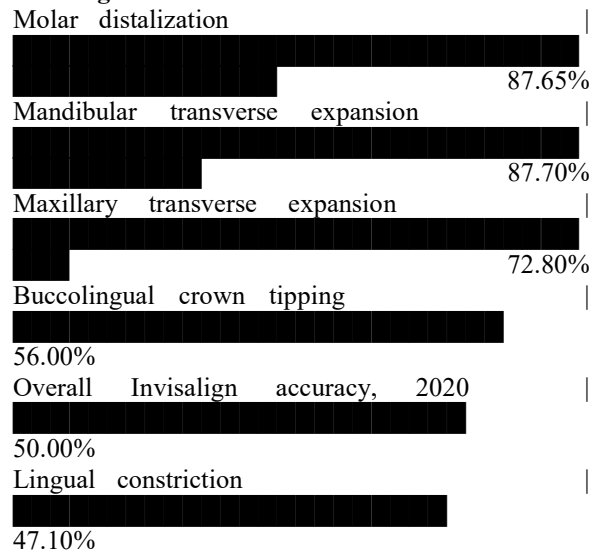 Molar distalization |
87.65%
Mandibular transverse expansion |
87.70%
Maxillary transverse expansion |
72.80%
Buccolingual crown tipping |
56.00%
Overall Invisalign accuracy, 2020 |
50.00%
Lingual constriction |
47.10%